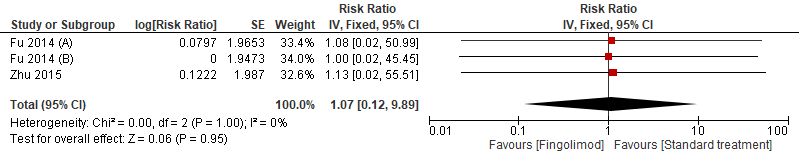 Risk Ratio Risk Ratio
Study or Subgroup log[Risk Ratio] SE Weight IV, Fixed, 95% CI IV, Fixed, 95% CI
Fu 2014 (A) 0.0797 1.9653 33.4% 1.08 [0.02, 50.99]
Fu 2014 (B) 0 1.9473 34.0% 1.00 [0.02, 45.45]
Zhu 2015 0.1222 1.987 32.6% 1.13 [0.02, 55.51]
Total (95% CI) 100.0% 1.07 [0.12, 9.89]
Heterogeneity: Chi² = 0.00, df = 2 (P = 1.00); I² = 0%
Test for overall effect: Z = 0.06 (P = 0.95)
0.01 0.1 1 10 100
Favours [Fingolimod] Favours [Standard treatment]